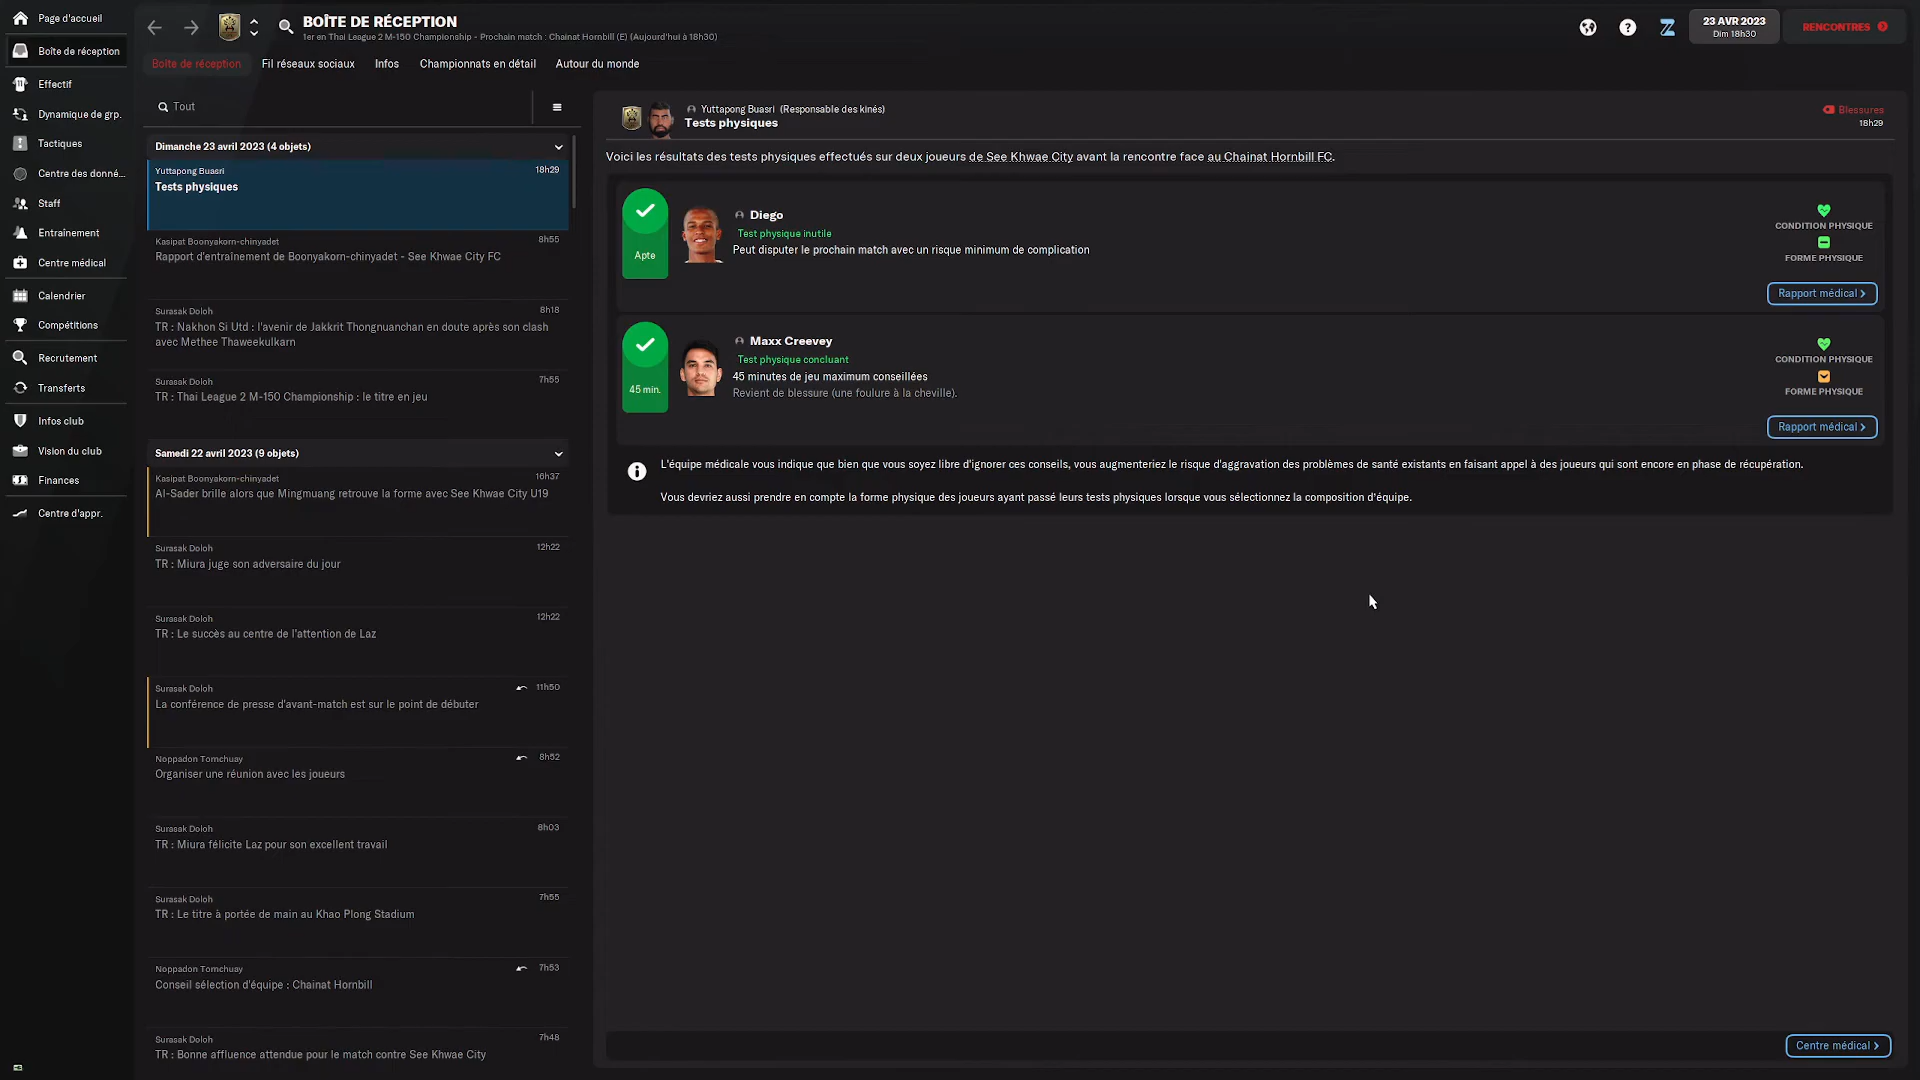 Page d'accueil
Boîte de réception
Effectif
Dynamique de grp.
Tactiques
Centre des donné...
Staff
Entraînement
Centre médical
Calendrier
Compétitions
Recrutement
Transferts
Infos club
Vision du club
Finances
Centre d'appr.
BOÎTE DE RÉCEPTION
1er en Thai League 2 M-150 Championship - Prochain match : Chainat Hornbill (E) (Aujourd'hui à 18h30)
23 AVR 2023
Dim 18h30
RENCONTRES
Boîte de réception
Fil réseaux sociaux
Infos
Championnats en détail
Autour du monde
Tout
Dimanche 23 avril 2023 (4 objets)
Yuttapong Buasri 18h29
Tests physiques
Kasipat Boonyakorn-chinyadet 8h55
Rapport d'entraînement de Boonyakorn-chinyadet - See Khwae City FC
Surasak Doloh 8h18
TR : Nakhon Si Utd : l'avenir de Jakkrit Thongnuanchan en doute après son clash
avec Methee Thaweekulkarn
Surasak Doloh 7h55
TR : Thai League 2 M-150 Championship : le titre en jeu
Samedi 22 avril 2023 (9 objets)
Kasipat Boonyakorn-chinyadet 16h37
Al-Sader brille alors que Mingmuang retrouve la forme avec See Khwae City U19
Surasak Doloh 12h22
TR : Miura juge son adversaire du jour
Surasak Doloh 12h22
TR : Le succès au centre de l'attention de Laz
Surasak Doloh 11h50
La conférence de presse d'avant-match est sur le point de débuter
Noppadon Tomchuay 8h52
Organiser une réunion avec les joueurs
Surasak Doloh 8h03
TR : Miura félicite Laz pour son excellent travail
Surasak Doloh 7h55
TR : Le titre à portée de main au Khao Plong Stadium
Noppadon Tomchuay 7h53
Conseil sélection d'équipe : Chainat Hornbill
Surasak Doloh 7h48
TR : Bonne affluence attendue pour le match contre See Khwae City
Yuttapong Buasri (Responsable des kinés)
Tests physiques
Blessures
18h29
Voici les résultats des tests physiques effectués sur deux joueurs de See Khwae City avant la rencontre face au Chainat Hornbill FC.
Apte
Diego
Test physique inutile
Peut disputer le prochain match avec un risque minimum de complication
CONDITION PHYSIQUE
FORME PHYSIQUE
Rapport médical
45 min.
Maxx Creevey
Test physique concluant
45 minutes de jeu maximum conseillées
Revient de blessure (une foulure à la cheville).
CONDITION PHYSIQUE
FORME PHYSIQUE
Rapport médical
L'équipe médicale vous indique que bien que vous soyez libre d'ignorer ces conseils, vous augmenteriez le risque d'aggravation des problèmes de santé existants en faisant appel à des joueurs qui sont encore en phase de récupération.
Vous devriez aussi prendre en compte la forme physique des joueurs ayant passé leurs tests physiques lorsque vous sélectionnez la composition d'équipe.
Centre médical